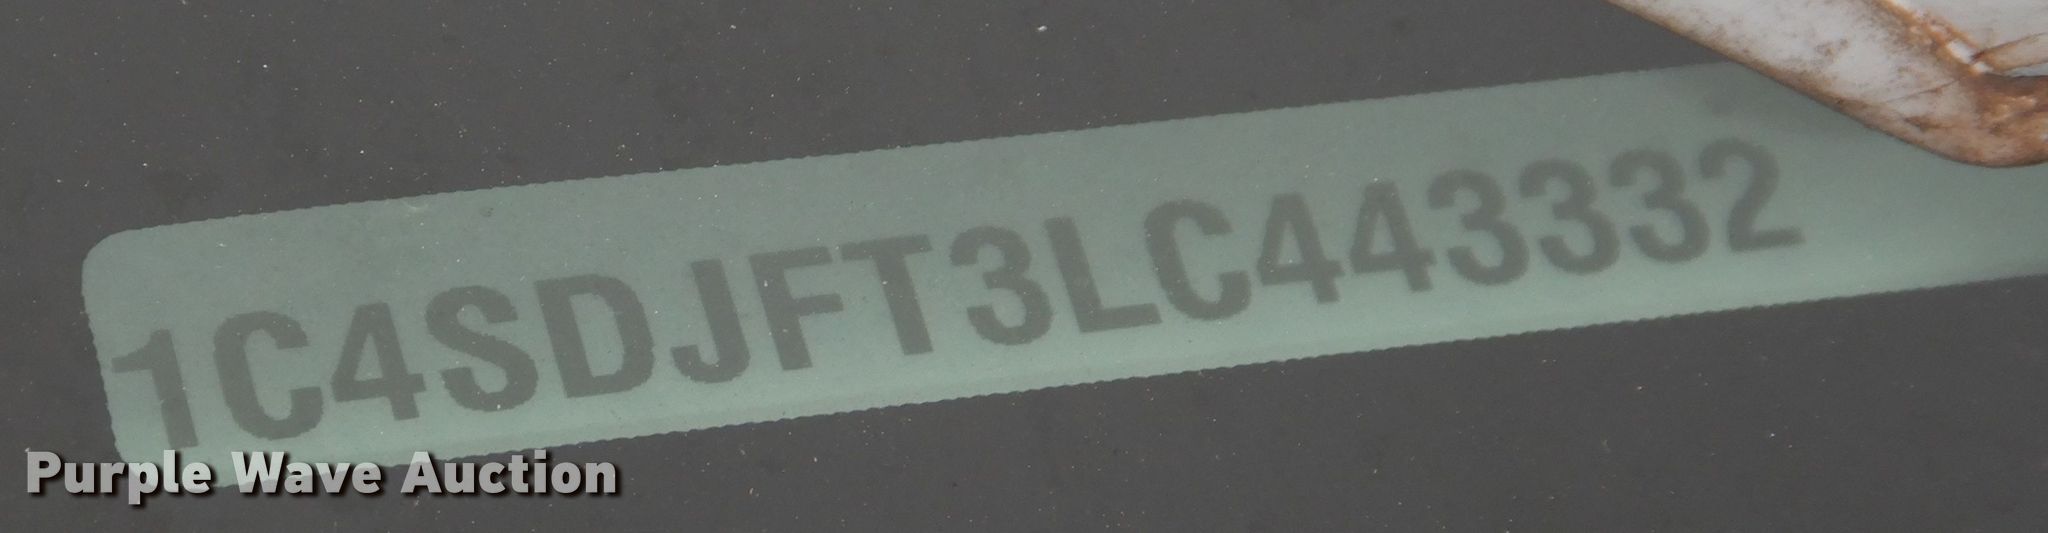 1C4SDJFT3LC443332
Purple Wave Auction